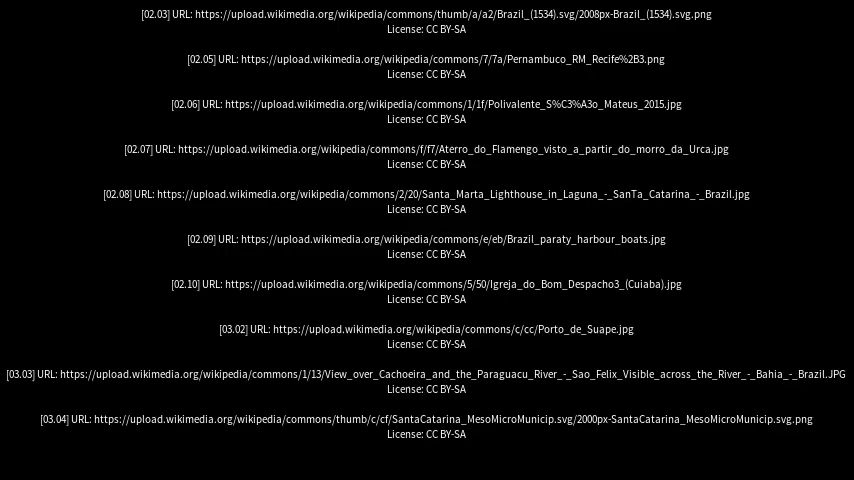 [02.03] URL: https://upload.wikimedia.org/wikipedia/commons/thumb/a/a2/Brazil_(1534).svg/2008px-Brazil_(1534).svg.png
License: CC BY-SA
[02.05] URL: https://upload.wikimedia.org/wikipedia/commons/7/7a/Pernambuco_RM_Recife%2B3.png
License: CC BY-SA
[02.06] URL: https://upload.wikimedia.org/wikipedia/commons/1/1f/Polivalente_S%C3%A3o_Mateus_2015.jpg
License: CC BY-SA
[02.07] URL: https://upload.wikimedia.org/wikipedia/commons/f/f7/Aterro_do_Flamengo_visto_a_partir_do_morro_da_Urca.jpg
License: CC BY-SA
[02.08] URL: https://upload.wikimedia.org/wikipedia/commons/2/20/Santa_Marta_Lighthouse_in_Laguna_-_SanTa_Catarina_-_Brazil.jpg
License: CC BY-SA
[02.09] URL: https://upload.wikimedia.org/wikipedia/commons/e/eb/Brazil_paraty_harbour_boats.jpg
License: CC BY-SA
[02.10] URL: https://upload.wikimedia.org/wikipedia/commons/5/50/Igreja_do_Bom_Despacho3_(Cuiaba).jpg
License: CC BY-SA
[03.02] URL: https://upload.wikimedia.org/wikipedia/commons/c/cc/Porto_de_Suape.jpg
License: CC BY-SA
[03.03] URL: https://upload.wikimedia.org/wikipedia/commons/1/13/View_over_Cachoeira_and_the_Paraguacu_River_-_Sao_Felix_Visible_across_the_River_-_Bahia_-_Brazil.JPG
License: CC BY-SA
[03.04] URL: https://upload.wikimedia.org/wikipedia/commons/thumb/c/cf/SantaCatarina_MesoMicroMunicip.svg/2000px-SantaCatarina_MesoMicroMunicip.svg.png
License: CC BY-SA